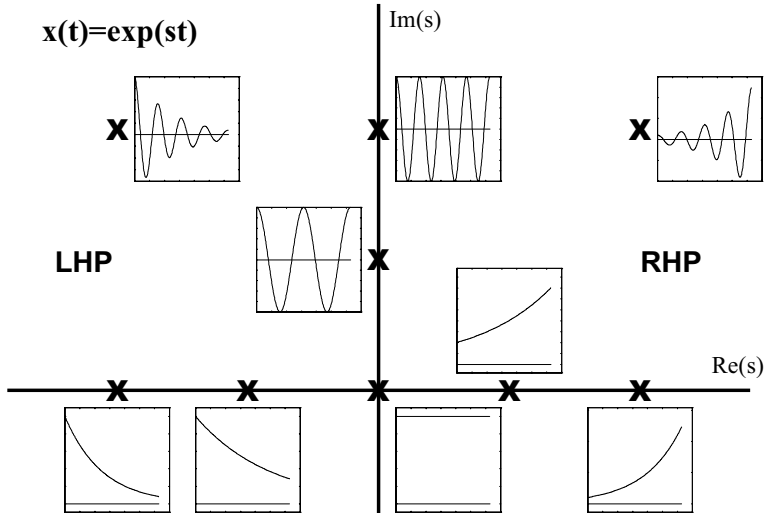 x(t)=exp(st)
Im(s)
x x x
LHP
x
RHP
Re(s)
x x x x x